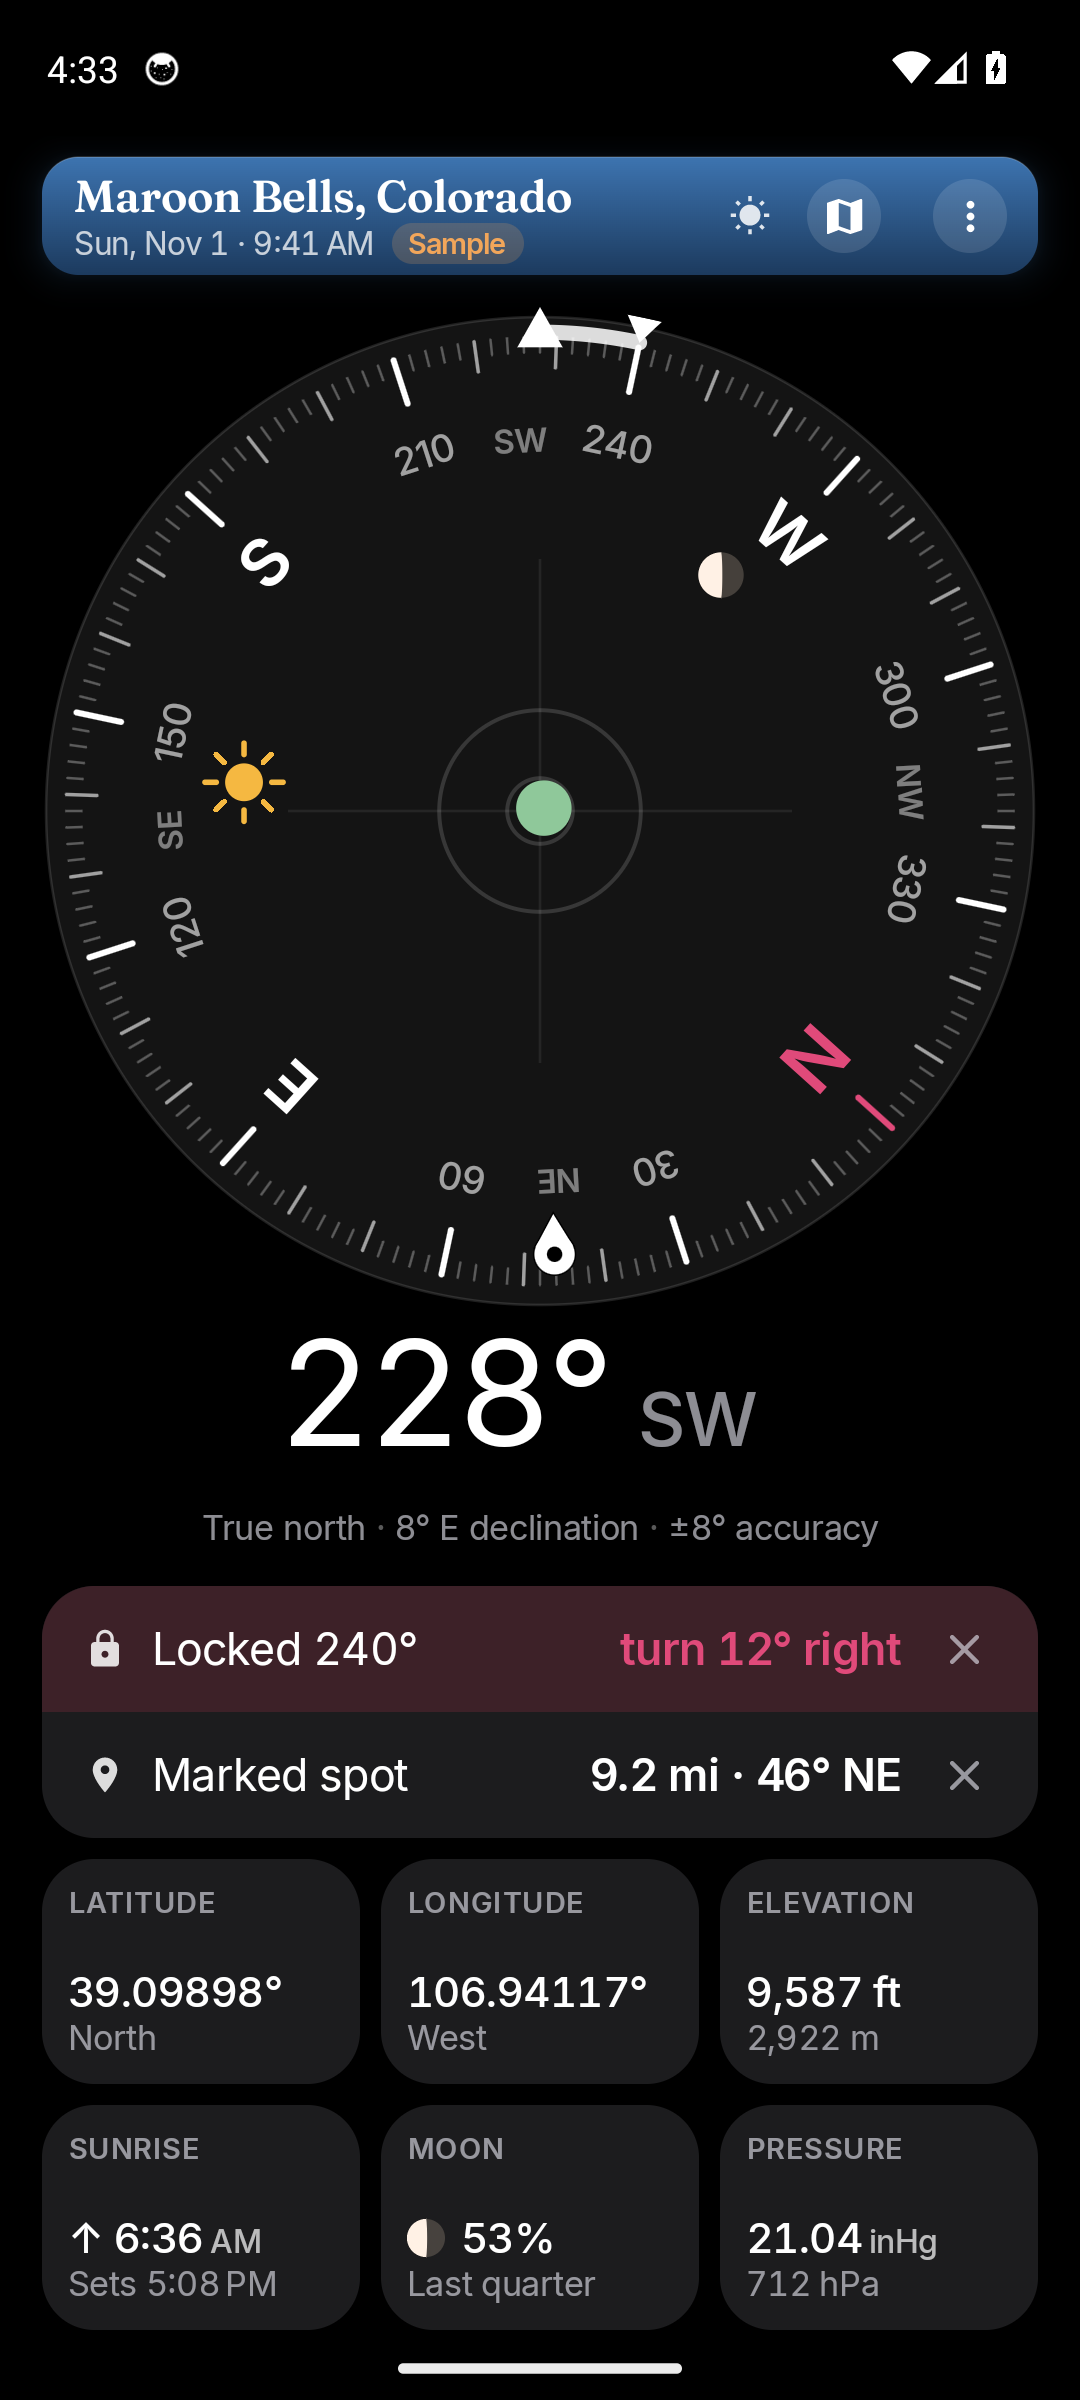 4:33
Maroon Bells, Colorado
Sun, Nov 1 · 9:41 AM Sample
210 SW 240
S W
150 300
SE NW
120 330
E N
60 NE 30
228° SW
True north · 8° E declination · ±8° accuracy
Locked 240° turn 12° right
Marked spot 9.2 mi · 46° NE
LATITUDE
39.09898°
North
LONGITUDE
106.94117°
West
ELEVATION
9,587 ft
2,922 m
SUNRISE
↑ 6:36 AM
Sets 5:08 PM
MOON
53%
Last quarter
PRESSURE
21.04 inHg
712 hPa